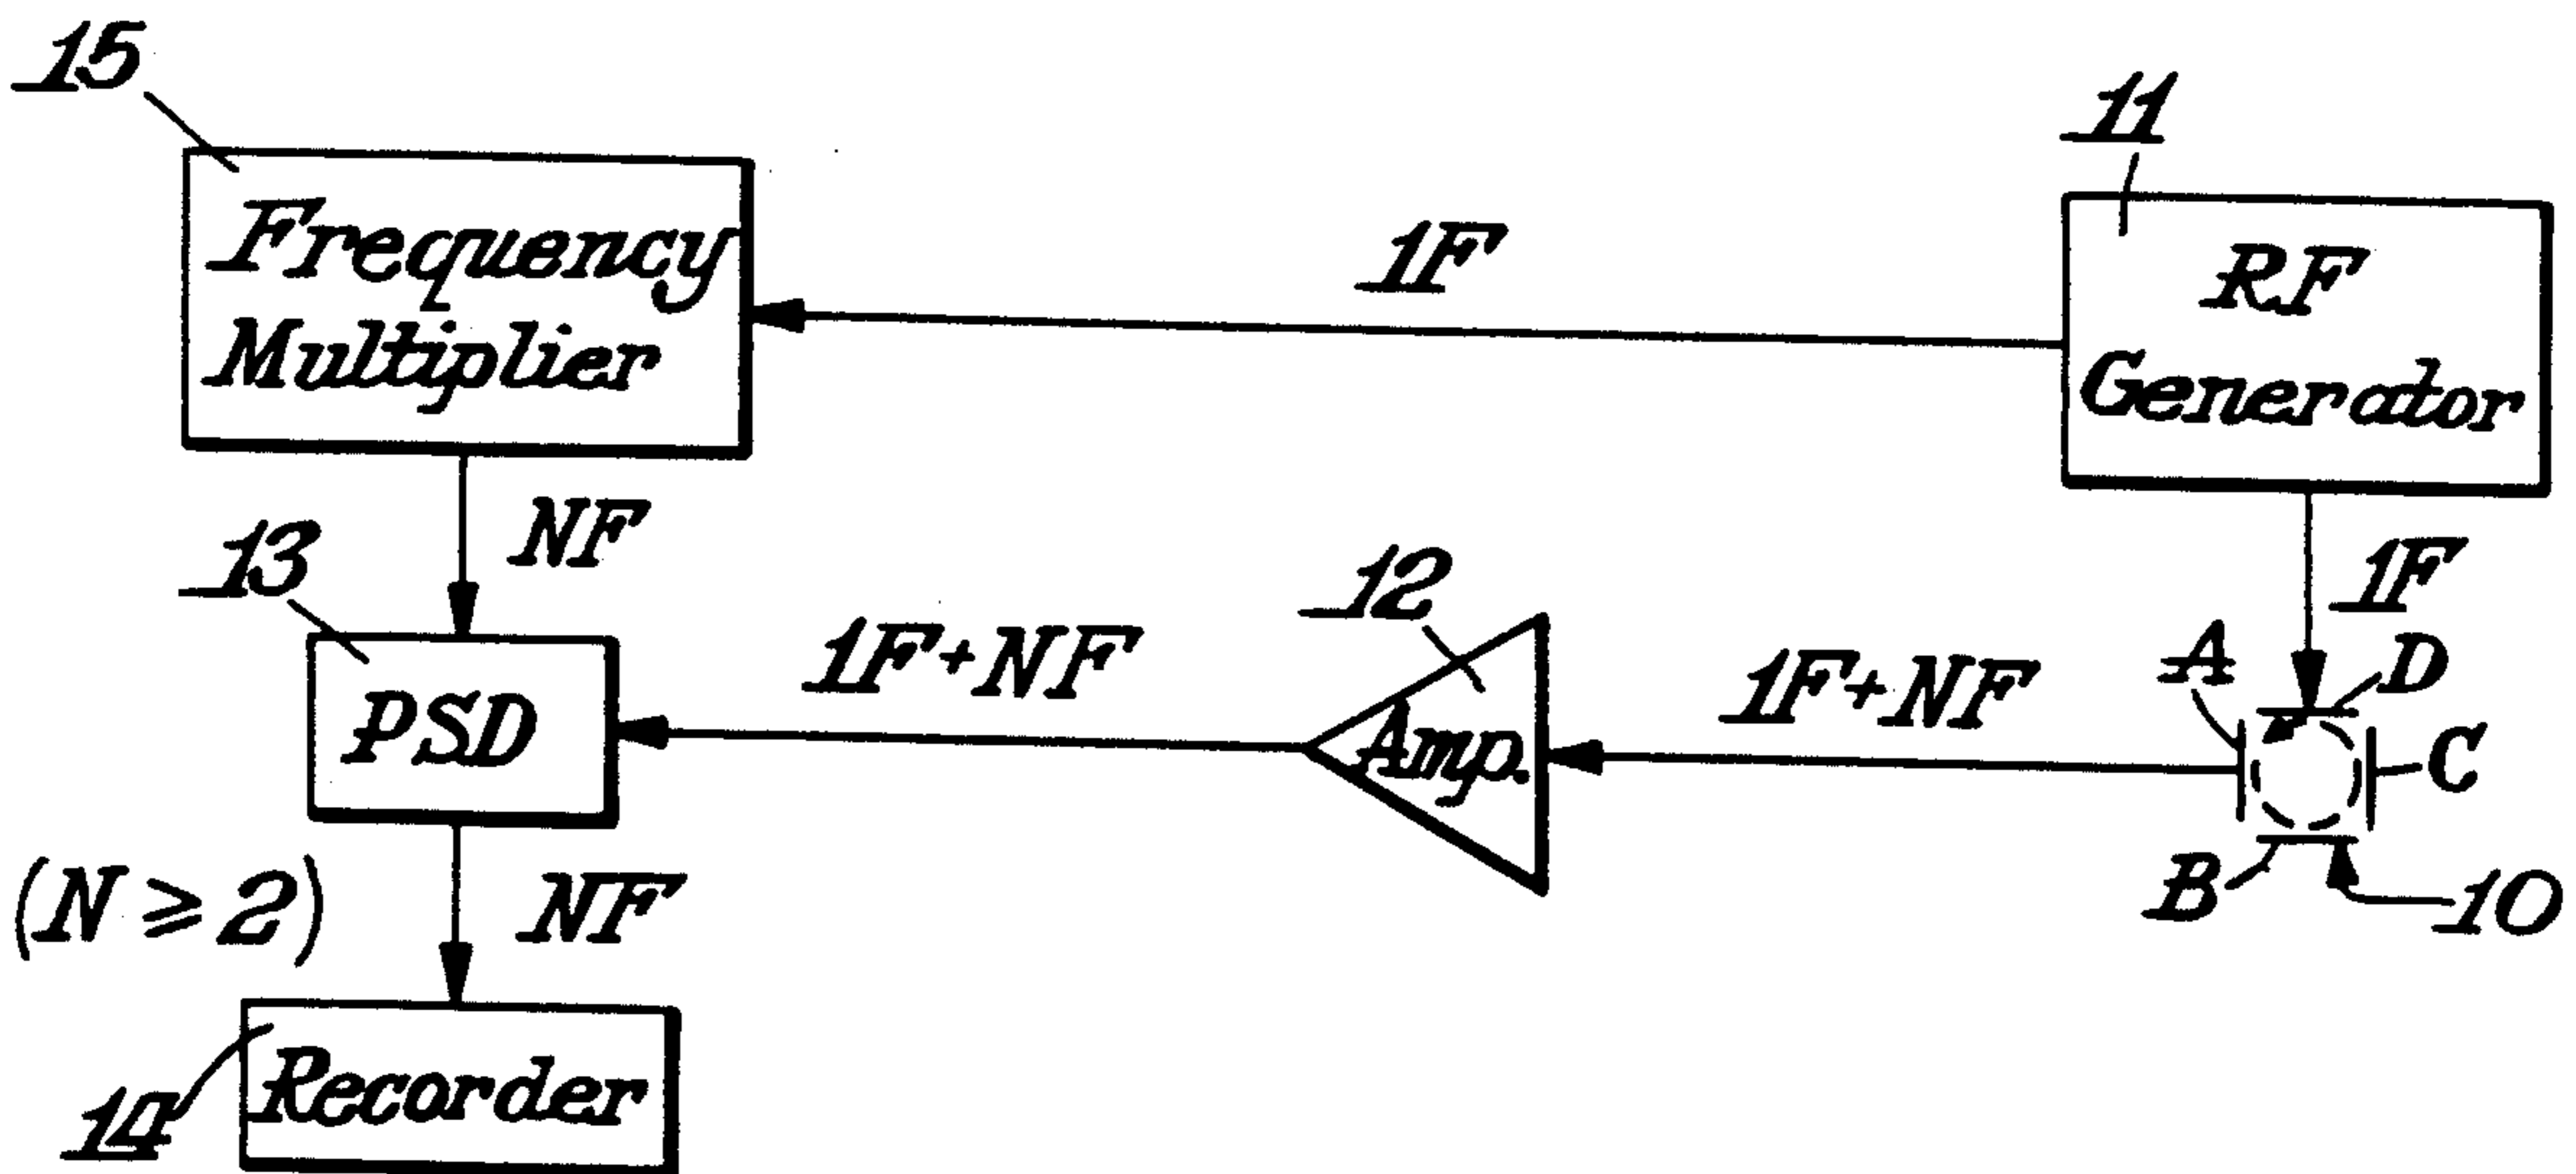 15
Frequency
Multiplier
1F
11
RF
Generator
NF
1F
13
PSD
1F+NF
12
Amp.
1F+NF
A
D
C
B
10
(N ≥ 2)
NF
14
Recorder